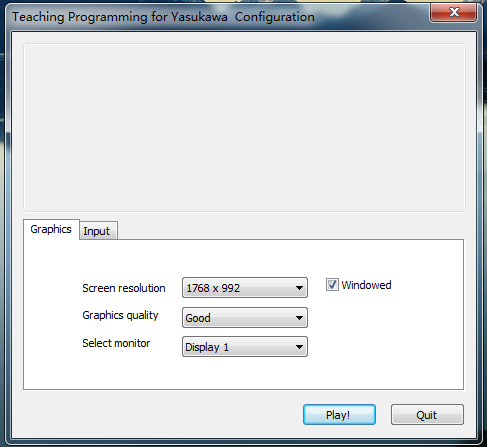 Teaching Programming for Yasukawa  Configuration
Graphics
Input
Screen resolution
1768 x 992
Windowed
Graphics quality
Good
Select monitor
Display 1
Play!
Quit